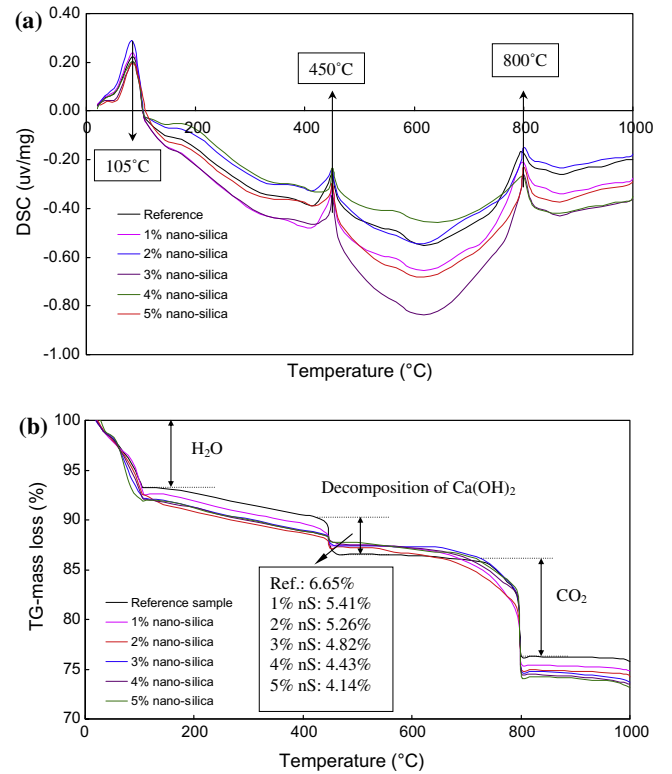 (a)
0.40
0.20
0.00
-0.20
-0.40
-0.60
-0.80
-1.00
DSC (uv/mg)
0 200 400 600 800 1000
105°C
450°C
800°C
Reference
1% nano-silica
2% nano-silica
3% nano-silica
4% nano-silica
5% nano-silica
Temperature (°C)
(b)
100
95
90
85
80
75
70
TG-mass loss (%)
H₂O
Decomposition of Ca(OH)₂
Ref.: 6.65%
1% nS: 5.41%
2% nS: 5.26%
3% nS: 4.82%
4% nS: 4.43%
5% nS: 4.14%
CO₂
Reference sample
1% nano-silica
2% nano-silica
3% nano-silica
4% nano-silica
5% nano-silica
0 200 400 600 800 1000
Temperature (°C)